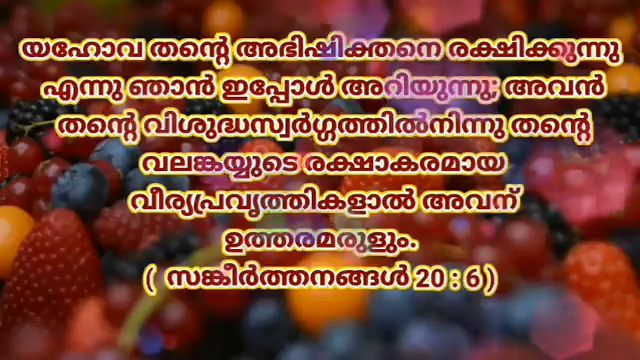 യഹോവ തന്റെ അഭിഷിക്തനെ രക്ഷിക്കുന്നു
എന്നു ഞാൻ ഇപ്പോൾ അറിയുന്നു; അവൻ
തന്റെ വിശുദ്ധസ്വർഗ്ഗത്തിൽനിന്നു തന്റെ
വലങ്കയ്യുടെ രക്ഷാകരമായ
വീര്യപ്രവൃത്തികളാൽ അവന്
ഉത്തരമരുളും.
( സങ്കീർത്തനങ്ങൾ 20 : 6 )